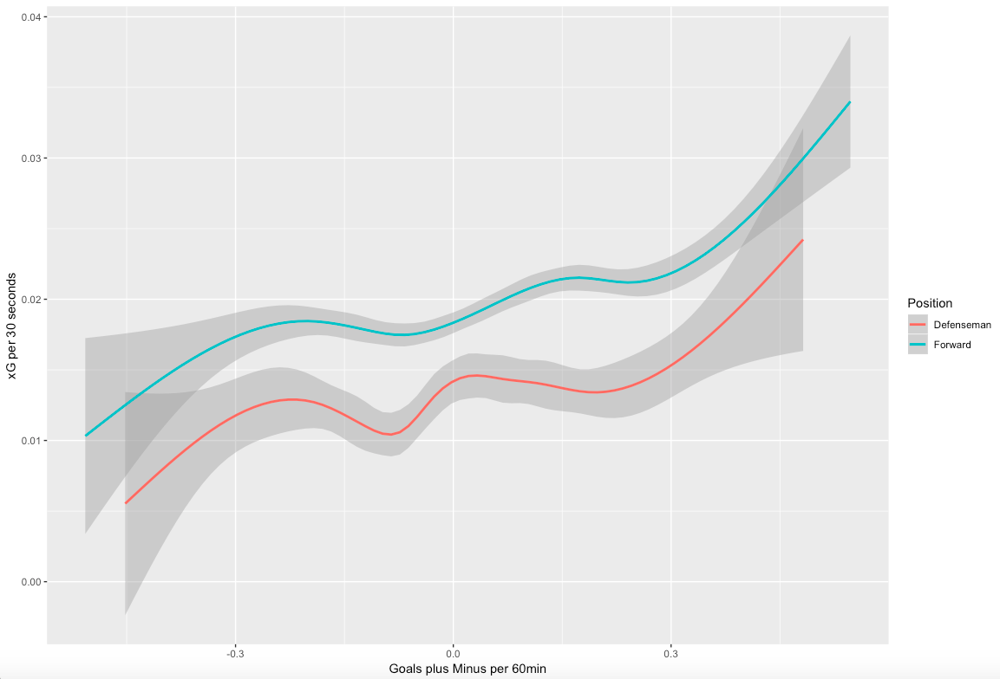 0.04
0.03
0.02
0.01
0.00
xG per 30 seconds
-0.3 0.0 0.3
Goals plus Minus per 60min
Position
Defenseman
Forward